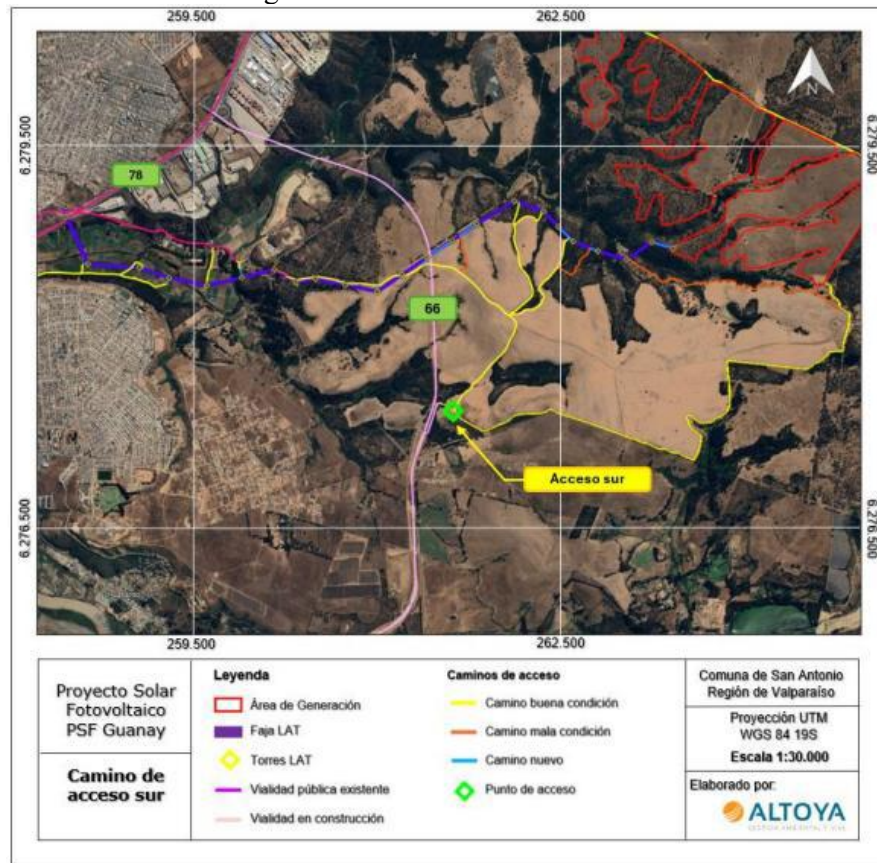 259.500
262.500
N
6.279.500
6.279.500
78
66
Acceso sur
6.276.500
6.276.500
259.500
262.500
Proyecto Solar
Fotovoltaico
PSF Guanay
Camino de
acceso sur
Leyenda
Área de Generación
Faja LAT
Torres LAT
Vialidad pública existente
Vialidad en construcción
Caminos de acceso
Camino buena condición
Camino mala condición
Camino nuevo
Punto de acceso
Comuna de San Antonio
Región de Valparaíso
Proyección UTM
WGS 84 19S
Escala 1:30.000
Elaborado por:
ALTOYA